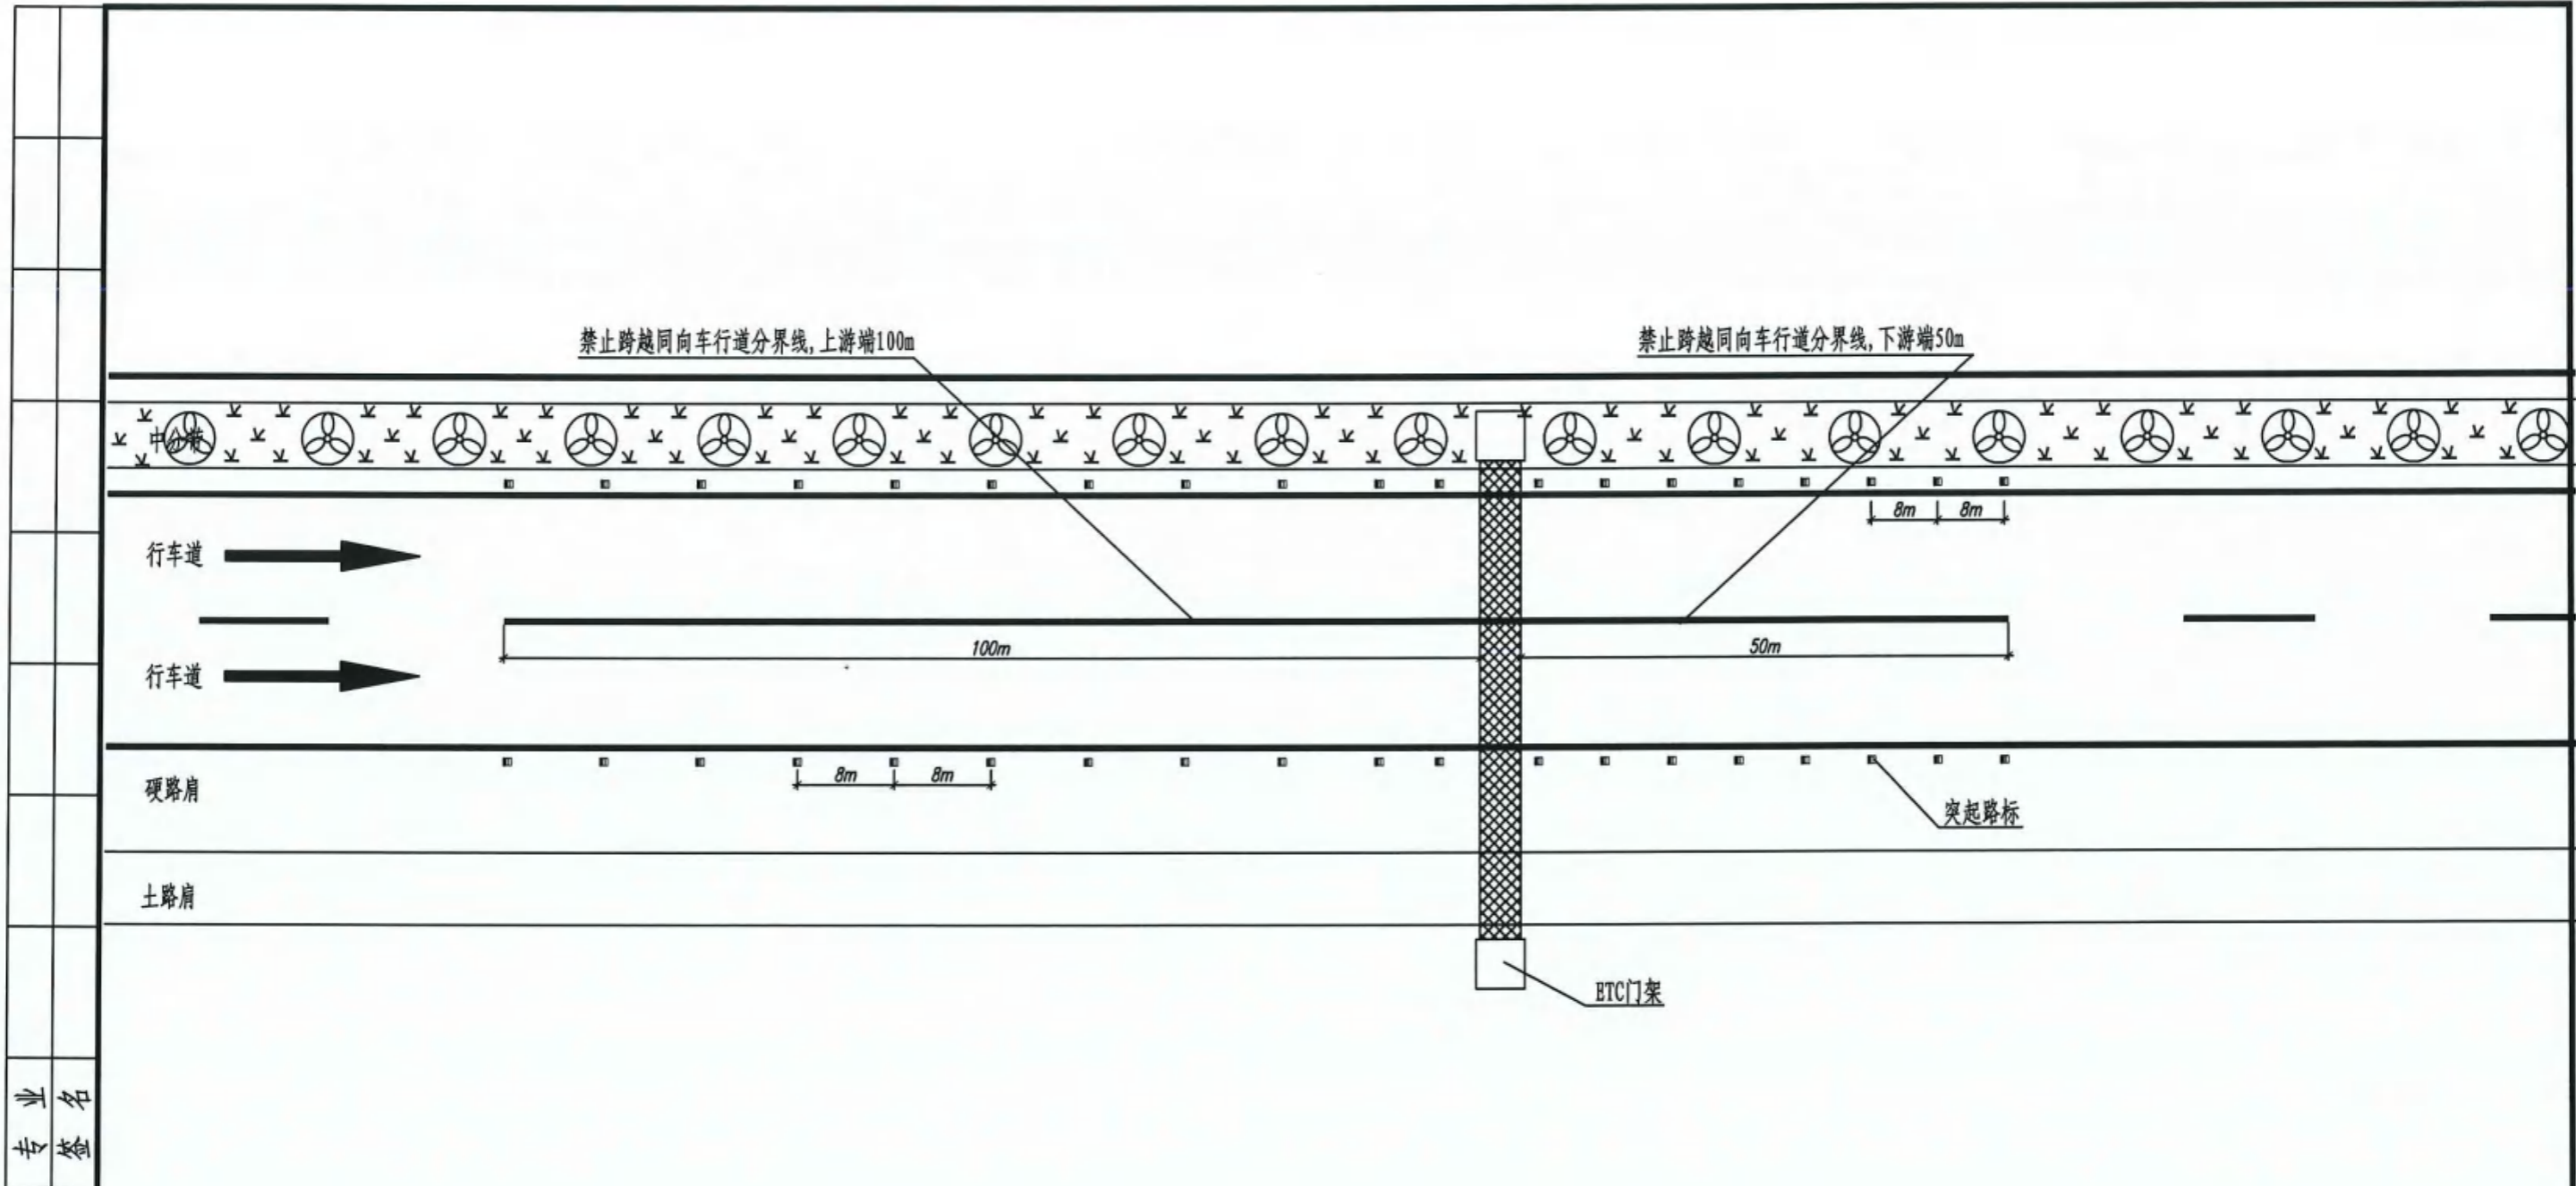 禁止跨越同向车行道分界线,上游端100m
禁止跨越同向车行道分界线,下游端50m
中分带
8m
8m
行车道
100m
50m
行车道
8m
8m
硬路肩
突起路标
土路肩
ETC门架
专业
签名